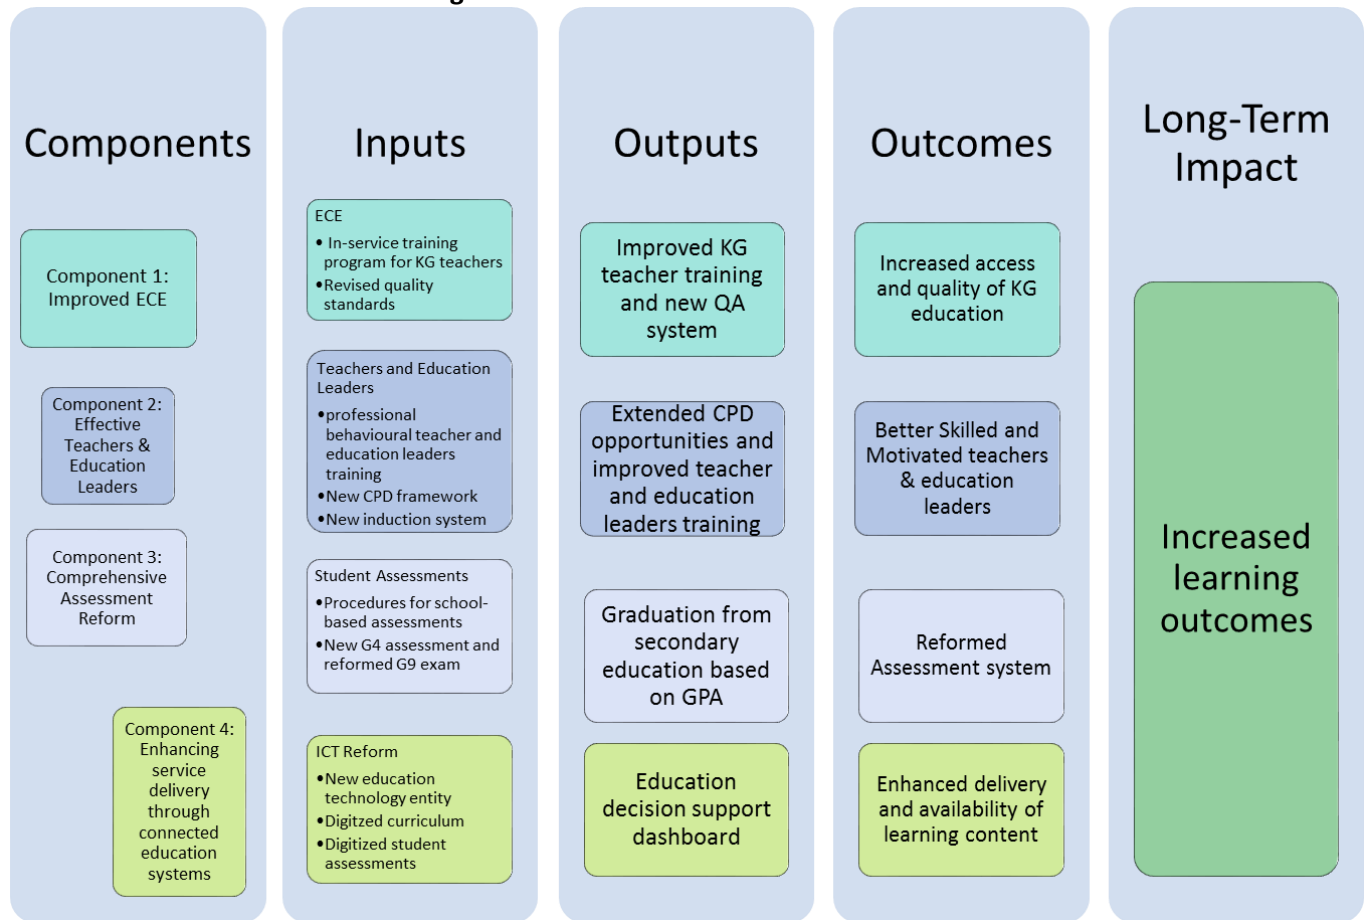 Components
Component 1:
Improved ECE
Component 2:
Effective
Teachers &
Education
Leaders
Component 3:
Comprehensive
Assessment
Reform
Component 4:
Enhancing
service
delivery
through
connected
education
systems
Inputs
ECE
• In-service training
program for KG teachers
•Revised quality
standards
Teachers and Education
Leaders
•professional
behavioural teacher and
education leaders
training
•New CPD framework
•New induction system
Student Assessments
•Procedures for school-
based assessments
•New G4 assessment and
reformed G9 exam
ICT Reform
•New education
technology entity
•Digitzed curriculum
•Digitized student
assessments
Outputs
Improved KG
teacher training
and new QA
system
Extended CPD
opportunities and
improved teacher
and education
leaders training
Graduation from
secondary
education based
on GPA
Education
decision support
dashboard
Outcomes
Increased access
and quality of KG
education
Better Skilled and
Motivated teachers
& education
leaders
Reformed
Assessment system
Enhanced delivery
and availability of
learning content
Long-Term
Impact
Increased
learning
outcomes